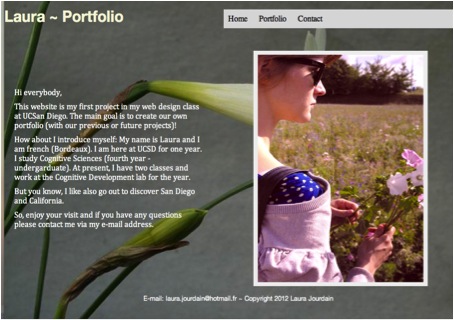 Laura ~ Portfolio
Home Portfolio Contact
Hi everybody,
This website is my first project in my web design class
at UCSan Diego. The main goal is to create our own
portfolio (with our previous or future projects)!
How about I introduce myself: My name is Laura and I
am french (Bordeaux). I am here at UCSD for one year.
I study Cognitive Sciences (fourth year -
undergarduate). At present, I have two classes and
work at the Cognitive Development lab for the year.
But you know, I like also go out to discover San Diego
and California.
So, enjoy your visit and if you have any questions
please contact me via my e-mail address.
E-mail: laura.jourdain@hotmail.fr ~ Copyright 2012 Laura Jourdain